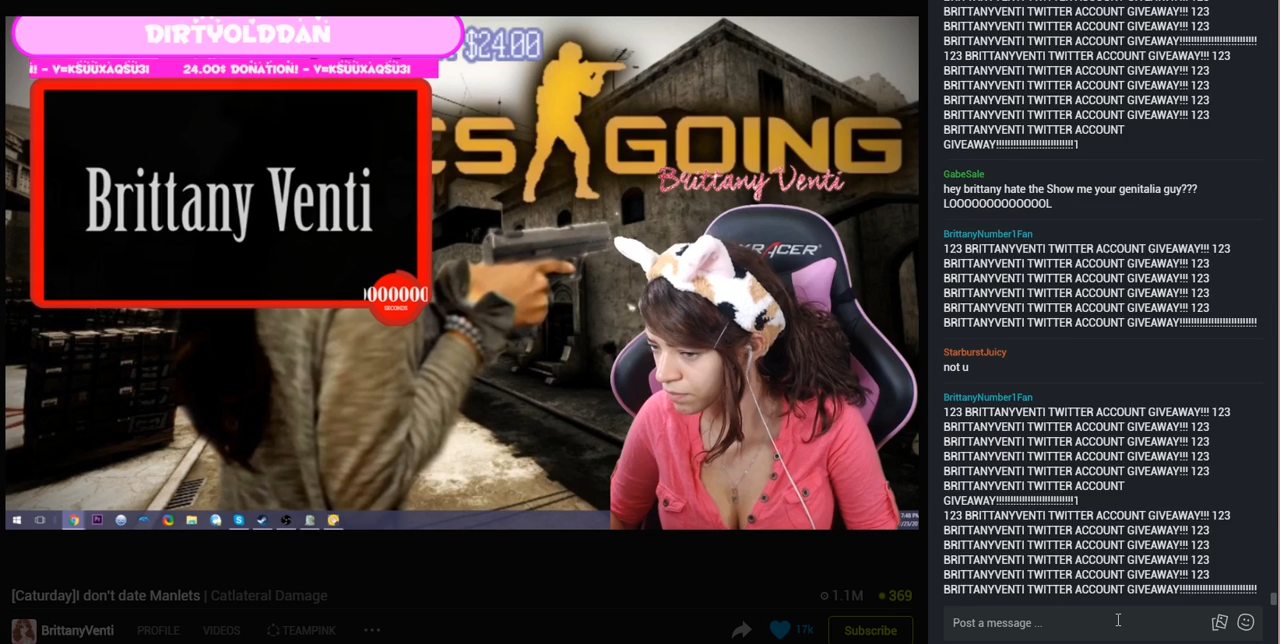 DIRTYOLDDAN
$24.00
24.00$ DONATION! - V=KSUUXAQSU3I
Brittany Venti
SECONDS
CS GOING
Brittany Venti
RACER
7:48 PM
[Caturday]I don't date Manlets | Catlateral Damage
1.1M
369
BrittanyVenti
PROFILE
VIDEOS
TEAMPINK
17k
Subscribe
BRITTANYVENTI TWITTER ACCOUNT GIVEAWAY!!! 123
BRITTANYVENTI TWITTER ACCOUNT GIVEAWAY!!! 123
BRITTANYVENTI TWITTER ACCOUNT GIVEAWAY!!!!!!!!!!!!!!!!!!!!!!!!!!!
123 BRITTANYVENTI TWITTER ACCOUNT GIVEAWAY!!! 123
BRITTANYVENTI TWITTER ACCOUNT GIVEAWAY!!! 123
BRITTANYVENTI TWITTER ACCOUNT GIVEAWAY!!! 123
BRITTANYVENTI TWITTER ACCOUNT GIVEAWAY!!! 123
BRITTANYVENTI TWITTER ACCOUNT GIVEAWAY!!! 123
BRITTANYVENTI TWITTER ACCOUNT
GIVEAWAY!!!!!!!!!!!!!!!!!!!!!!!!!!!1
GabeSale
hey brittany hate the Show me your genitalia guy???
LOOOOOOOOOOOOOL
BrittanyNumber1Fan
123 BRITTANYVENTI TWITTER ACCOUNT GIVEAWAY!!! 123
BRITTANYVENTI TWITTER ACCOUNT GIVEAWAY!!! 123
BRITTANYVENTI TWITTER ACCOUNT GIVEAWAY!!! 123
BRITTANYVENTI TWITTER ACCOUNT GIVEAWAY!!! 123
BRITTANYVENTI TWITTER ACCOUNT GIVEAWAY!!! 123
BRITTANYVENTI TWITTER ACCOUNT GIVEAWAY!!!!!!!!!!!!!!!!!!!!!!!!!!!
StarburstJuicy
not u
BrittanyNumber1Fan
123 BRITTANYVENTI TWITTER ACCOUNT GIVEAWAY!!! 123
BRITTANYVENTI TWITTER ACCOUNT GIVEAWAY!!! 123
BRITTANYVENTI TWITTER ACCOUNT GIVEAWAY!!! 123
BRITTANYVENTI TWITTER ACCOUNT GIVEAWAY!!! 123
BRITTANYVENTI TWITTER ACCOUNT GIVEAWAY!!! 123
BRITTANYVENTI TWITTER ACCOUNT
GIVEAWAY!!!!!!!!!!!!!!!!!!!!!!!!!!!1
123 BRITTANYVENTI TWITTER ACCOUNT GIVEAWAY!!! 123
BRITTANYVENTI TWITTER ACCOUNT GIVEAWAY!!! 123
BRITTANYVENTI TWITTER ACCOUNT GIVEAWAY!!! 123
BRITTANYVENTI TWITTER ACCOUNT GIVEAWAY!!! 123
BRITTANYVENTI TWITTER ACCOUNT GIVEAWAY!!! 123
BRITTANYVENTI TWITTER ACCOUNT GIVEAWAY!!!!!!!!!!!!!!!!!!!!!!!!!!!
Post a message ...